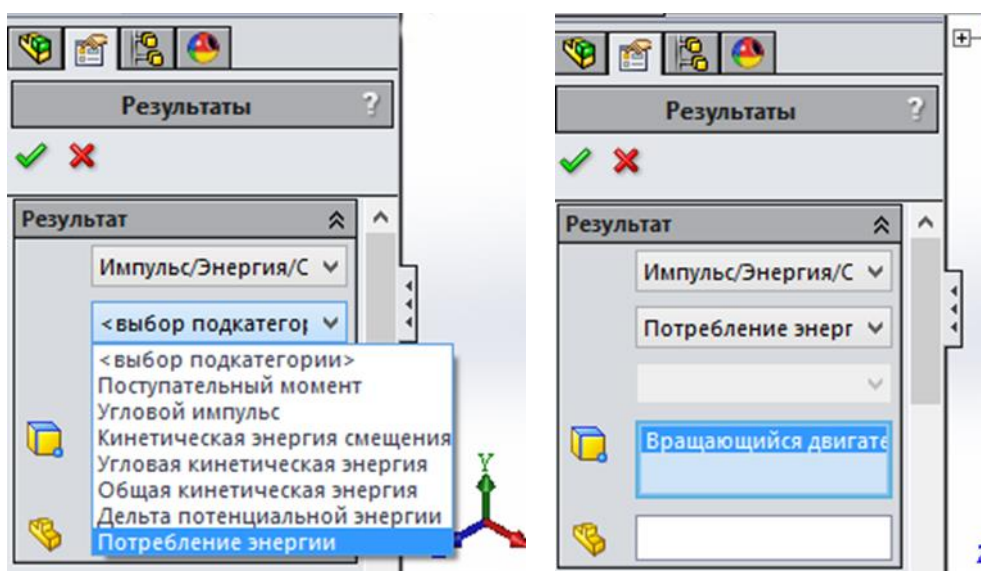 Результаты ?
Результат
Импульс/Энергия/С
<выбор подкатего
<выбор подкатегории>
Поступательный момент
Угловой импульс
Кинетическая энергия смещения
Угловая кинетическая энергия
Общая кинетическая энергия
Дельта потенциальной энергии
Потребление энергии
Y
Результаты ?
Результат
Импульс/Энергия/С
Потребление энерг
Вращающийся двигате